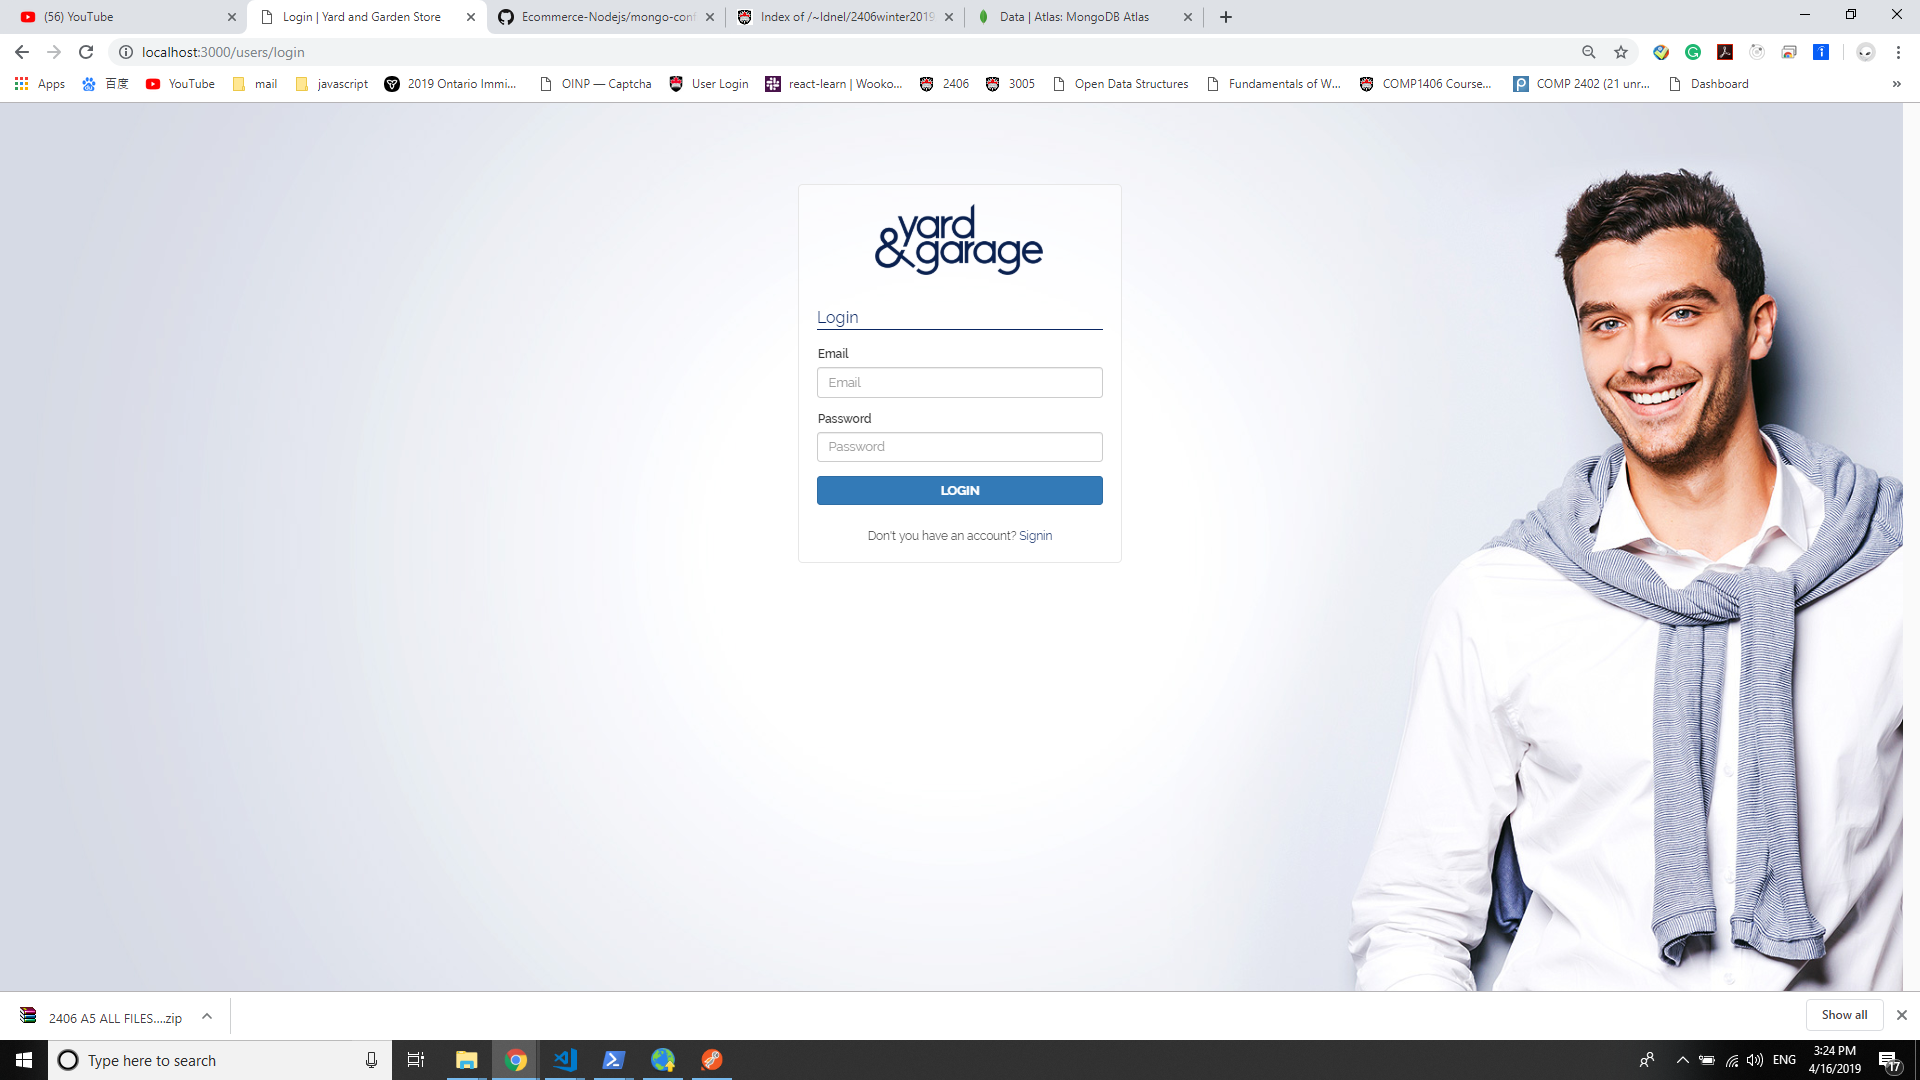 (56) YouTube
Login | Yard and Garden Store
Ecommerce-Nodejs/mongo-conf
Index of /~ldnel/2406winter2019
Data | Atlas: MongoDB Atlas
localhost:3000/users/login
Apps
百度
YouTube
mail
javascript
2019 Ontario Immi...
OINP — Captcha
User Login
react-learn | Wooko...
2406
3005
Open Data Structures
Fundamentals of W...
COMP1406 Course...
COMP 2402 (21 unr...
Dashboard
»
yard
&garage
Login
Email
Email
Password
Password
LOGIN
Don't you have an account? Signin
2406 A5 ALL FILES....zip
Show all
Type here to search
ENG
3:24 PM
4/16/2019
17